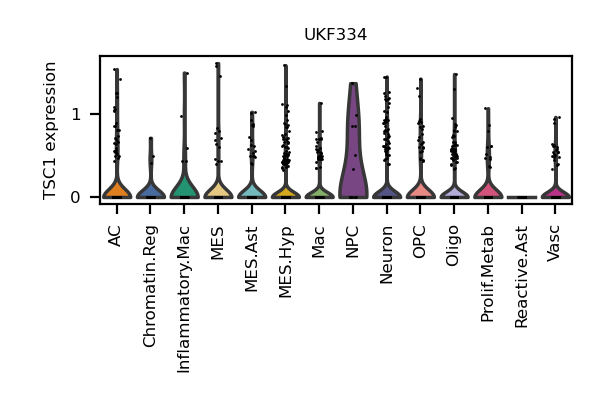 UKF334
TSC1 expression
1
0
AC
Chromatin.Reg
Inflammatory.Mac
MES
MES.Ast
MES.Hyp
Mac
NPC
Neuron
OPC
Oligo
Prolif.Metab
Reactive.Ast
Vasc